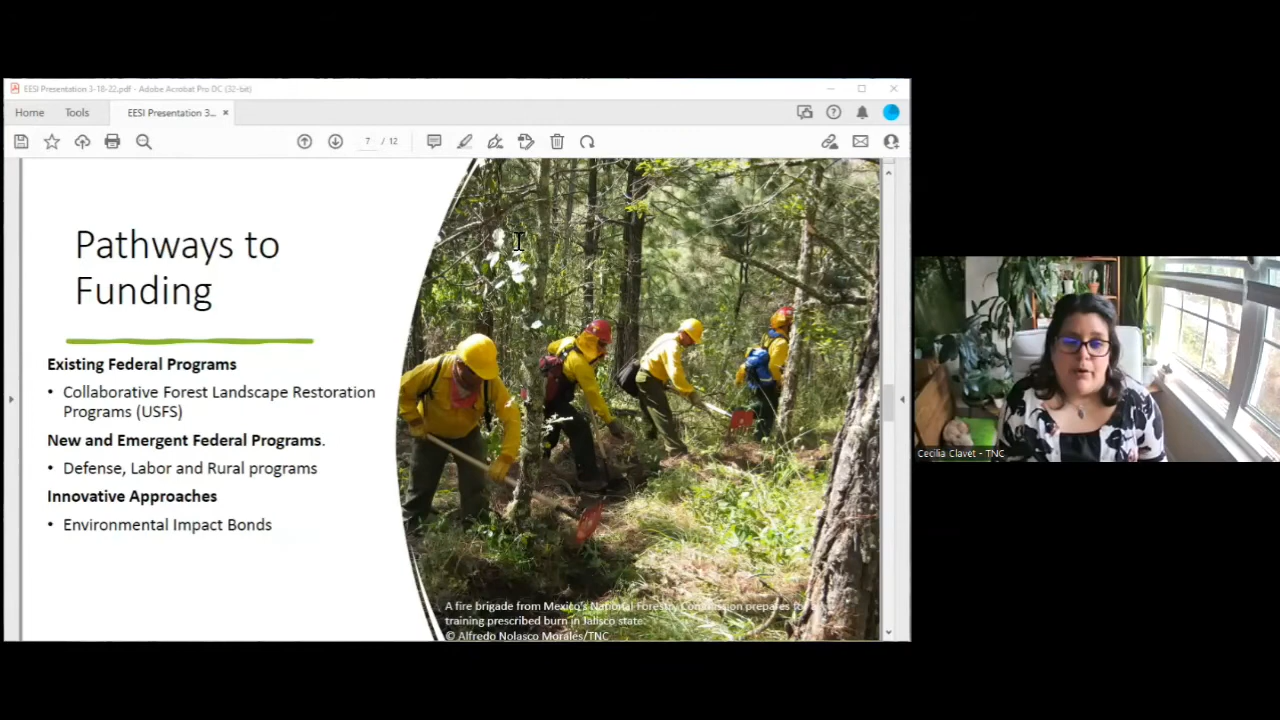 EESI Presentation 3-18-22.pdf - Adobe Acrobat Pro DC (32-bit)
Home Tools EESI Presentation 3...
7 / 12
Pathways to
Funding
Existing Federal Programs
• Collaborative Forest Landscape Restoration
Programs (USFS)
New and Emergent Federal Programs.
• Defense, Labor and Rural programs
Innovative Approaches
• Environmental Impact Bonds
A fire brigade from Mexico's National Forestry Commission prepares for a
training prescribed burn in Jalisco state.
© Alfredo Nolasco Morales/TNC
Cecilia Clavet - TNC